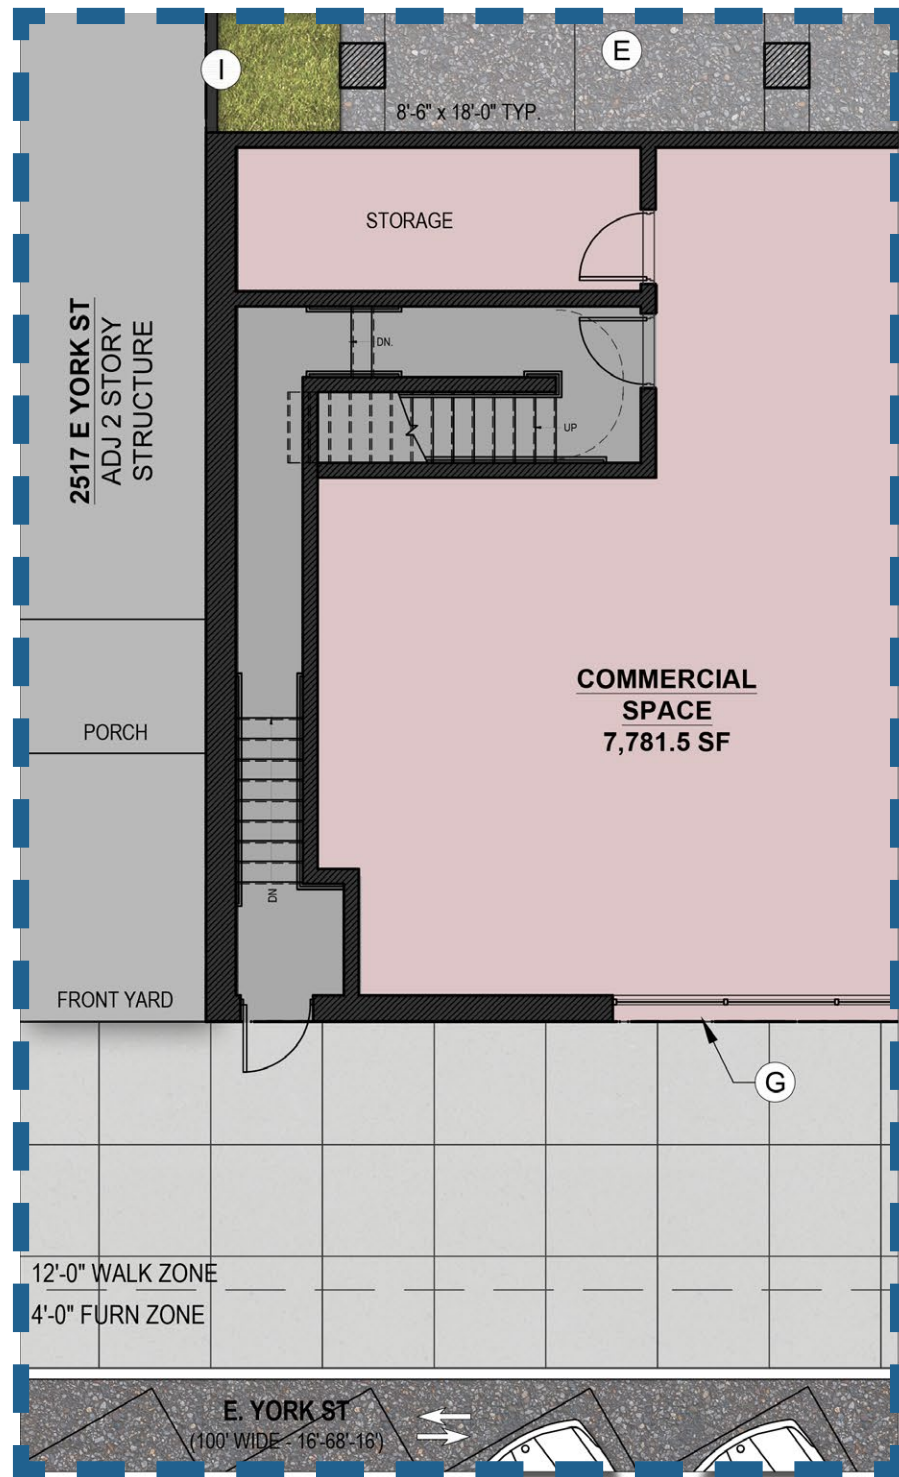 I
E
8'-6" x 18'-0" TYP.
STORAGE
DN.
UP
2517 E YORK ST
ADJ 2 STORY
STRUCTURE
COMMERCIAL
SPACE
7,781.5 SF
PORCH
DN
FRONT YARD
G
12'-0" WALK ZONE
4'-0" FURN ZONE
E. YORK ST
(100' WIDE - 16'-68'-16')